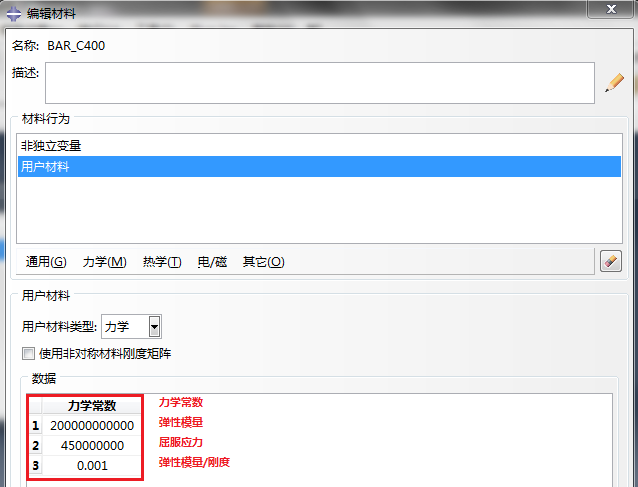 编辑材料
名称: BAR_C400
描述:
材料行为
非独立变量
用户材料
通用(G) 力学(M) 热学(T) 电/磁 其它(O)
用户材料
用户材料类型: 力学
使用非对称材料刚度矩阵
数据
力学常数 力学常数
1 200000000000 弹性模量
2 450000000 屈服应力
3 0.001 弹性模量/刚度